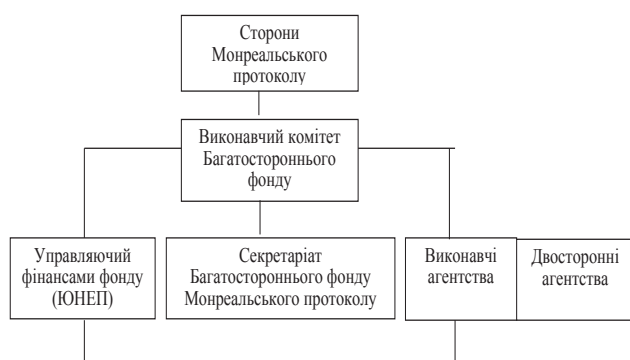 Сторони
Монреальського
протоколу
Виконавчий комітет
Багатостороннього
фонду
Управляючий
фінансами фонду
(ЮНЕП)
Секретаріат
Багатостороннього фонду
Монреальського протоколу
Виконавчі
агентства
Двосторонні
агентства